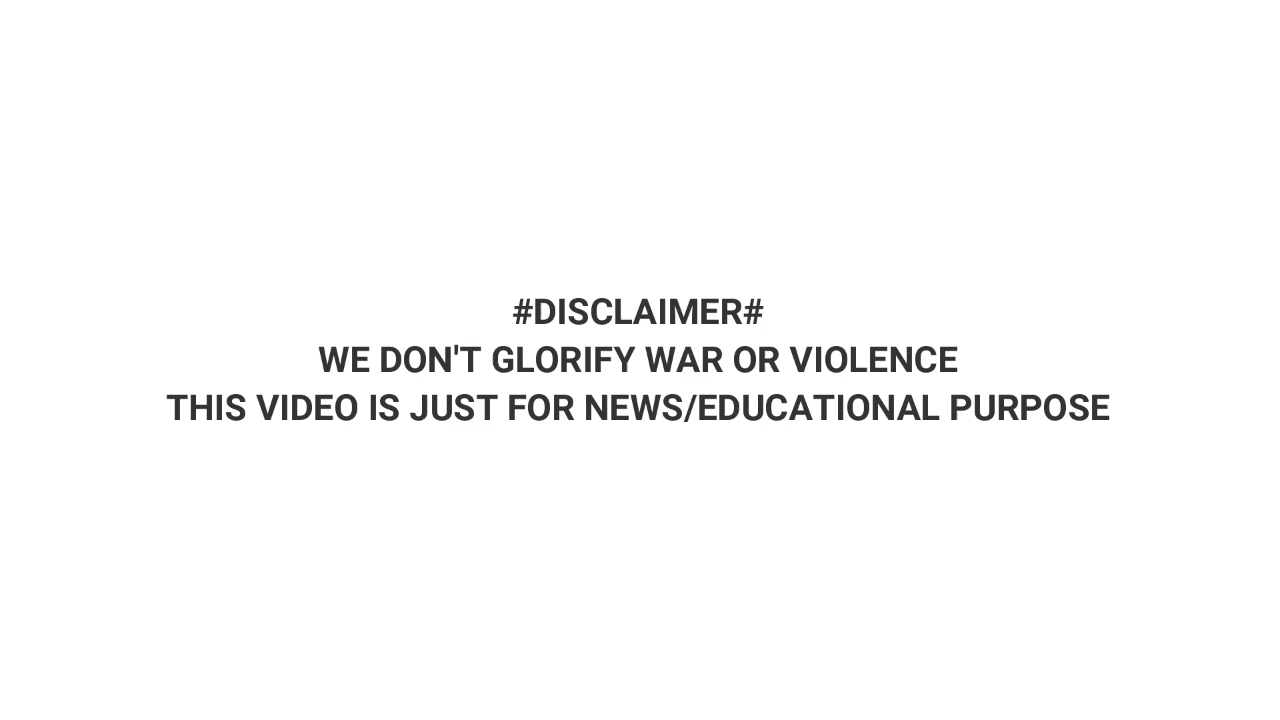 #DISCLAIMER#
WE DON'T GLORIFY WAR OR VIOLENCE
THIS VIDEO IS JUST FOR NEWS/EDUCATIONAL PURPOSE